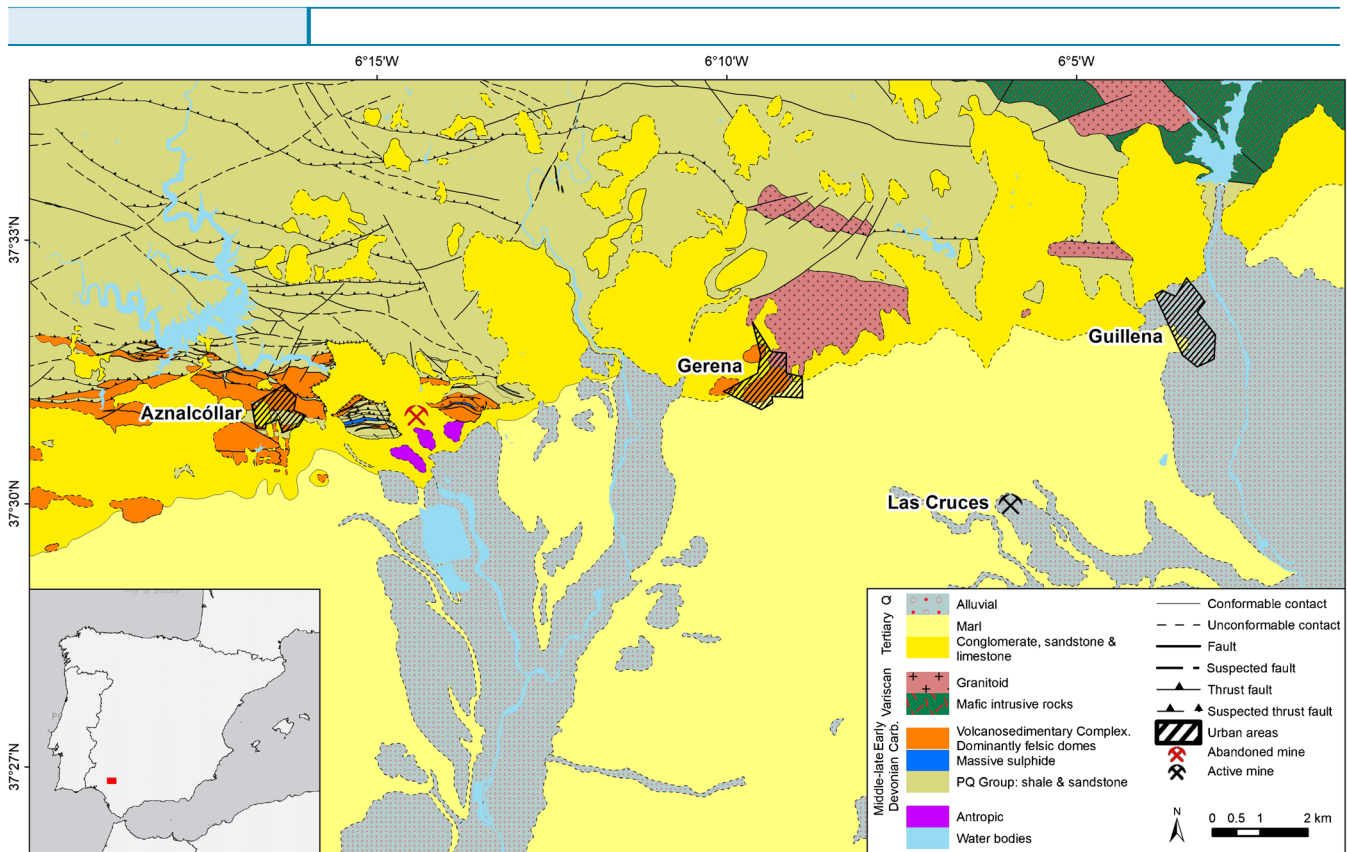 6°15'W 6°10'W 6°5'W
37°33'N
37°30'N
37°27'N
Guillena
Gerena
Aznalcóllar
Las Cruces
Q
Tertiary
Variscan
Early Carb.
Middle-late Devonian
Alluvial
Marl
Conglomerate, sandstone &
limestone
Granitoid
Mafic intrusive rocks
Volcanosedimentary Complex.
Dominantly felsic domes
Massive sulphide
PQ Group: shale & sandstone
Antropic
Water bodies
Conformable contact
Unconformable contact
Fault
Suspected fault
Thrust fault
Suspected thrust fault
Urban areas
Abandoned mine
Active mine
N
0 0.5 1 2 km